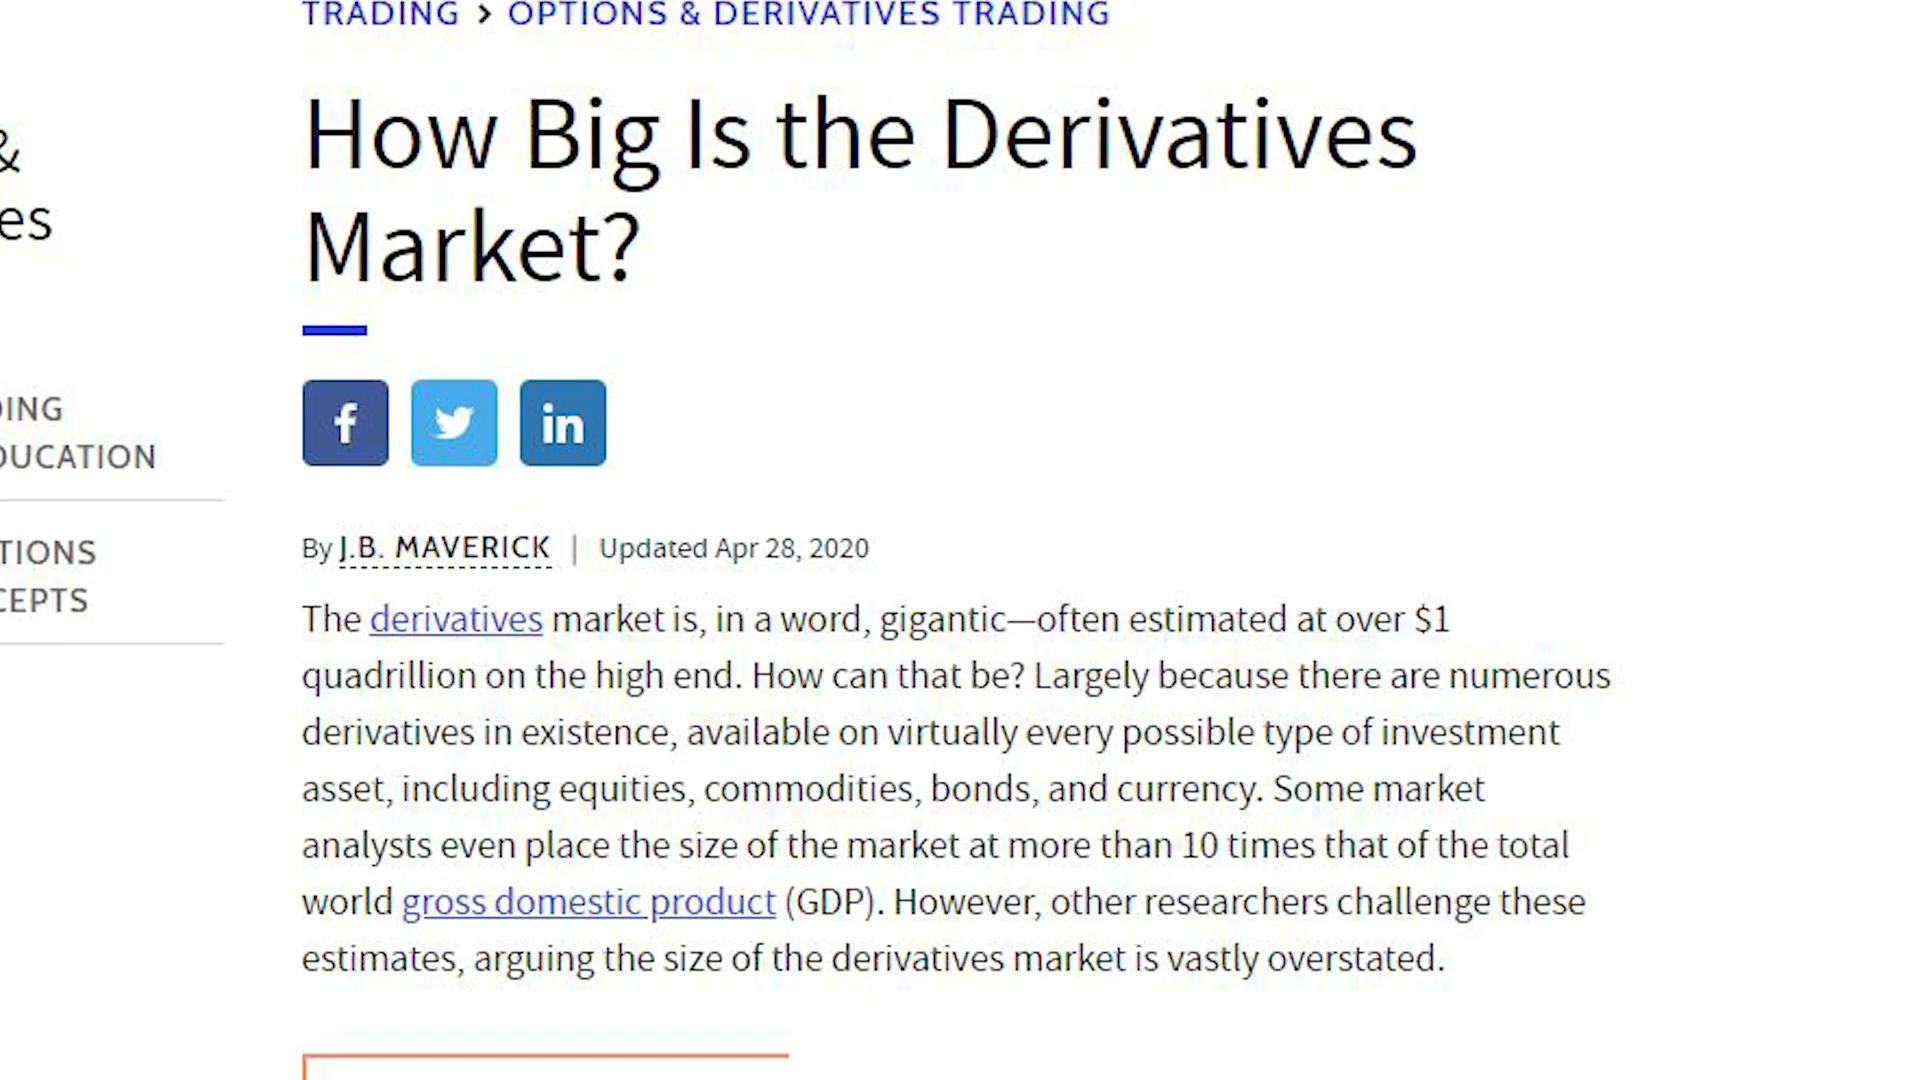 TRADING > OPTIONS & DERIVATIVES TRADING
How Big Is the Derivatives
Market?
&
es
DING
DUCATION
TIONS
CEPTS
f
in
By J.B. MAVERICK | Updated Apr 28, 2020
The derivatives market is, in a word, gigantic—often estimated at over $1
quadrillion on the high end. How can that be? Largely because there are numerous
derivatives in existence, available on virtually every possible type of investment
asset, including equities, commodities, bonds, and currency. Some market
analysts even place the size of the market at more than 10 times that of the total
world gross domestic product (GDP). However, other researchers challenge these
estimates, arguing the size of the derivatives market is vastly overstated.